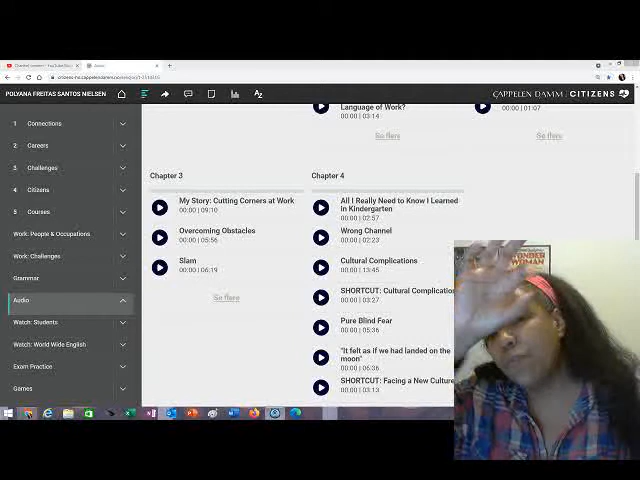 POLYANA FREITAS SANTOS NIELSEN
CAPPELEN DAMM CITIZENS
1 Connections
2 Careers
3 Challenges
4 Citizens
5 Courses
Work: People & Occupations
Work: Challenges
Grammar
Audio
Watch: Students
Watch: World Wide English
Exam Practice
Games
Language of Work?
00:00 | 03:14
Se flere
00:00 | 01:07
Se flere
Chapter 3
My Story: Cutting Corners at Work
00:00 | 09:10
Overcoming Obstacles
00:00 | 05:56
Slam
00:00 | 06:19
Se flere
Chapter 4
All I Really Need to Know I Learned
in Kindergarten
00:00 | 02:57
Wrong Channel
00:00 | 02:23
Cultural Complications
00:00 | 13:45
SHORTCUT: Cultural Complications
00:00 | 03:27
Pure Blind Fear
00:00 | 05:36
"It felt as if we had landed on the
moon"
00:00 | 06:36
SHORTCUT: Facing a New Culture
00:00 | 03:13
WONDER
WOMAN